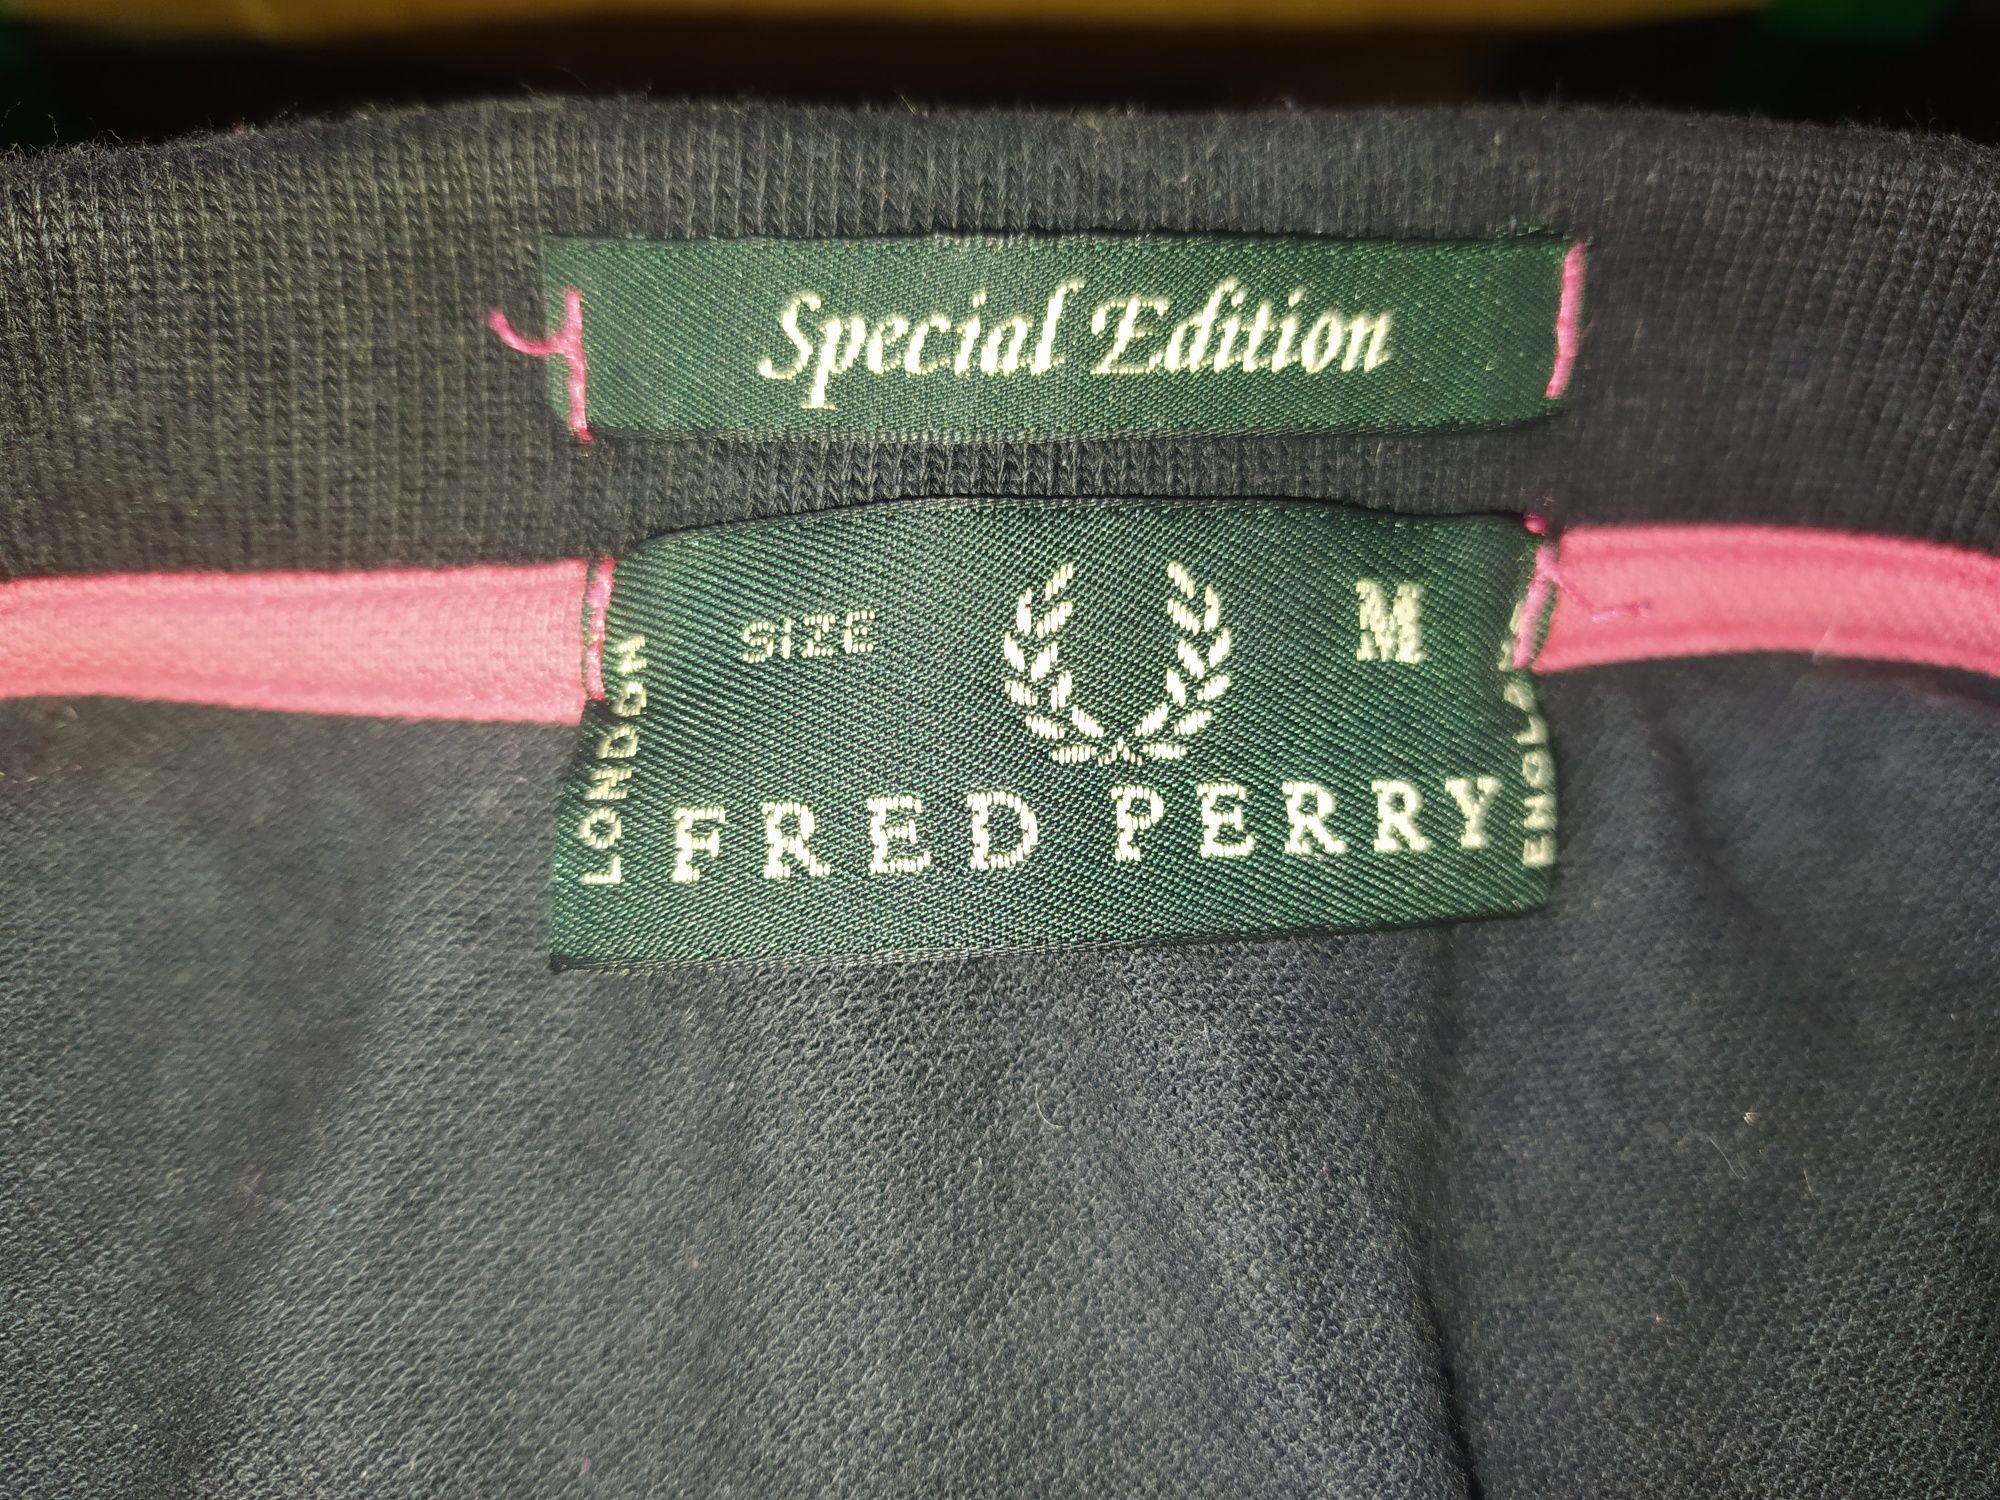 Special Edition
SIZE M
FRED PERRY
LONDON
ENGLAND